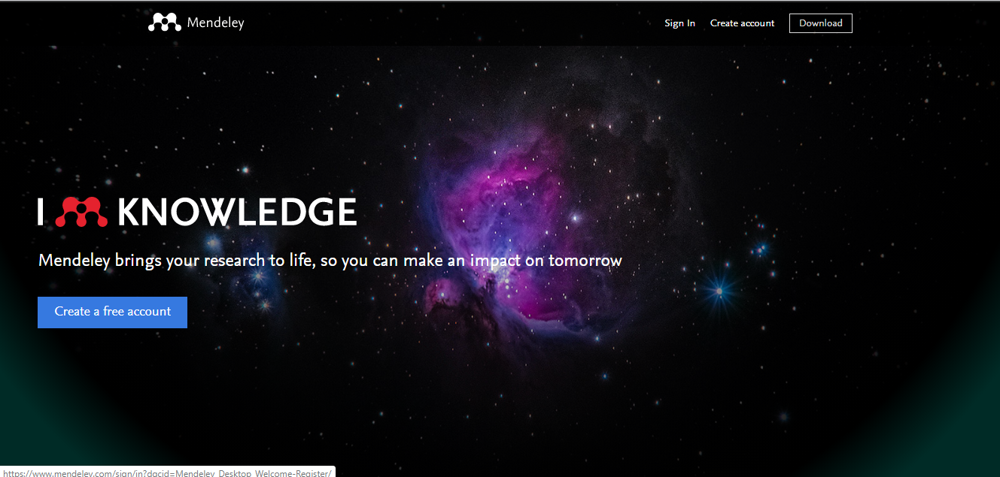 Mendeley
Sign In
Create account
Download
I KNOWLEDGE
Mendeley brings your research to life, so you can make an impact on tomorrow
Create a free account
https://www.mendeley.com/sign/in?dgcid=Mendeley_Desktop_Welcome-Register/